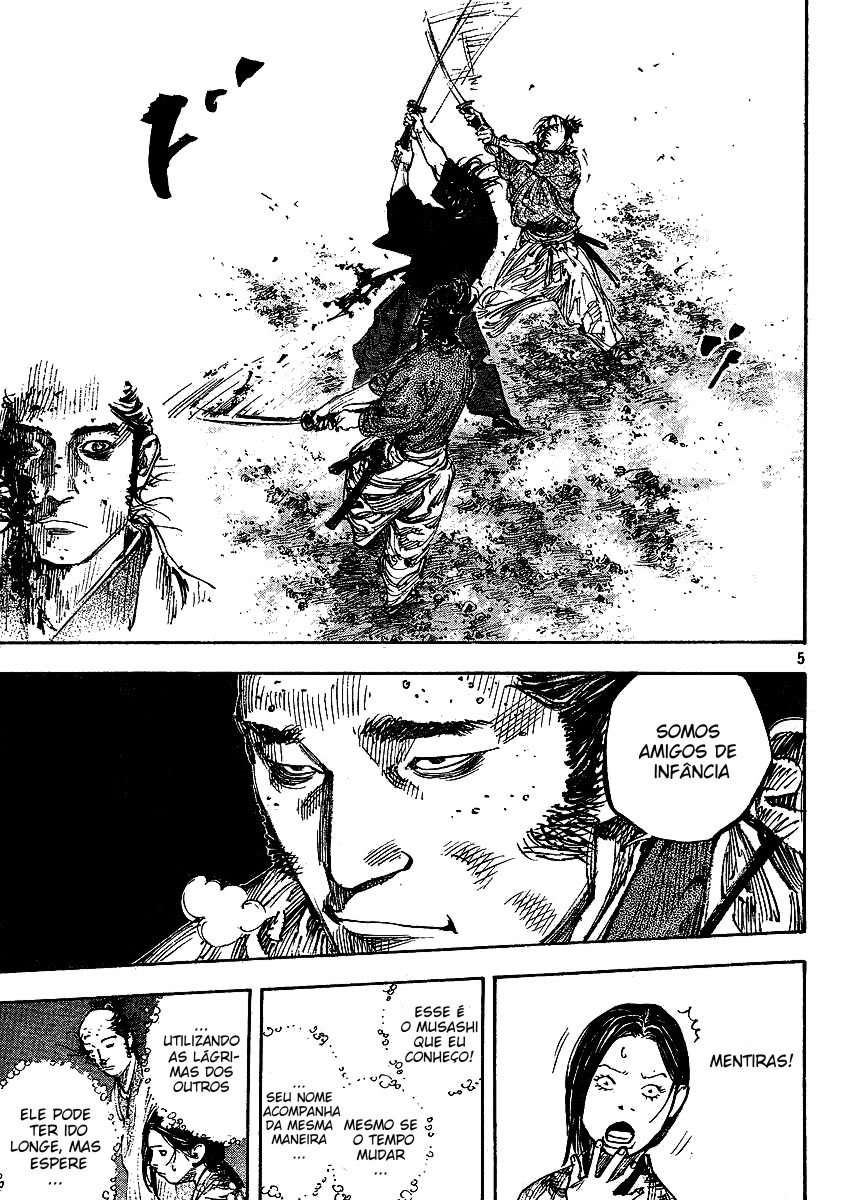 ド
5
SOMOS
AMIGOS DE
INFÂNCIA
MENTIRAS!
ESSE É
O MUSASHI
QUE EU
CONHEÇO!
MESMO SE
O TEMPO
MUDAR
...
...
SEU NOME
ACOMPANHA
DA MESMA
MANEIRA
...
...
UTILIZANDO
AS LÁGRI-
MAS DOS
OUTROS
ELE PODE
TER IDO
LONGE, MAS
ESPERE
...